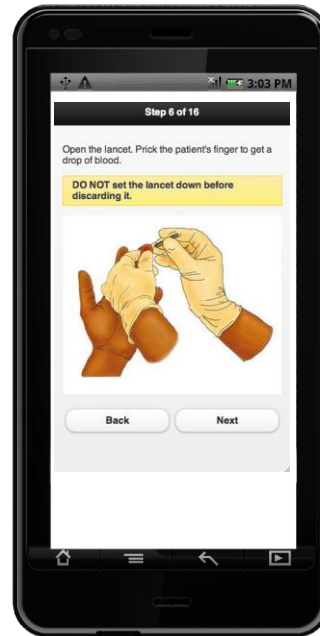 3:03 PM
Step 6 of 16
Open the lancet. Prick the patient's finger to get a
drop of blood.
DO NOT set the lancet down before
discarding it.
Back
Next